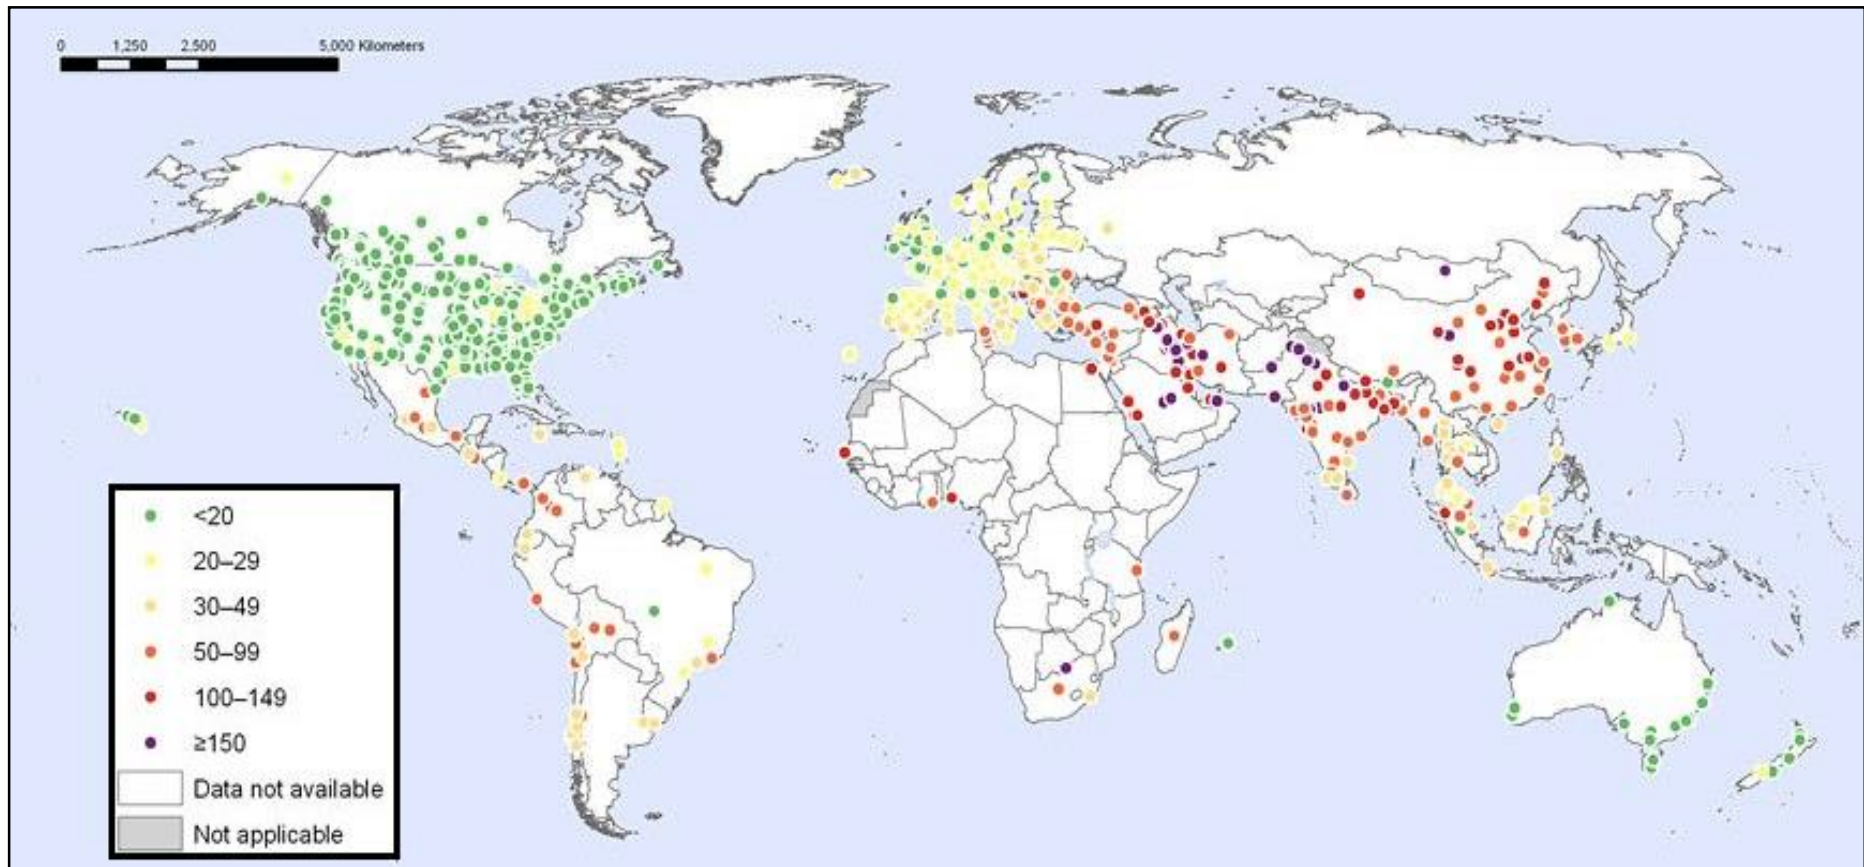 0 1,250 2,500 5,000 Kilometers
<20
20–29
30–49
50–99
100–149
≥150
Data not available
Not applicable